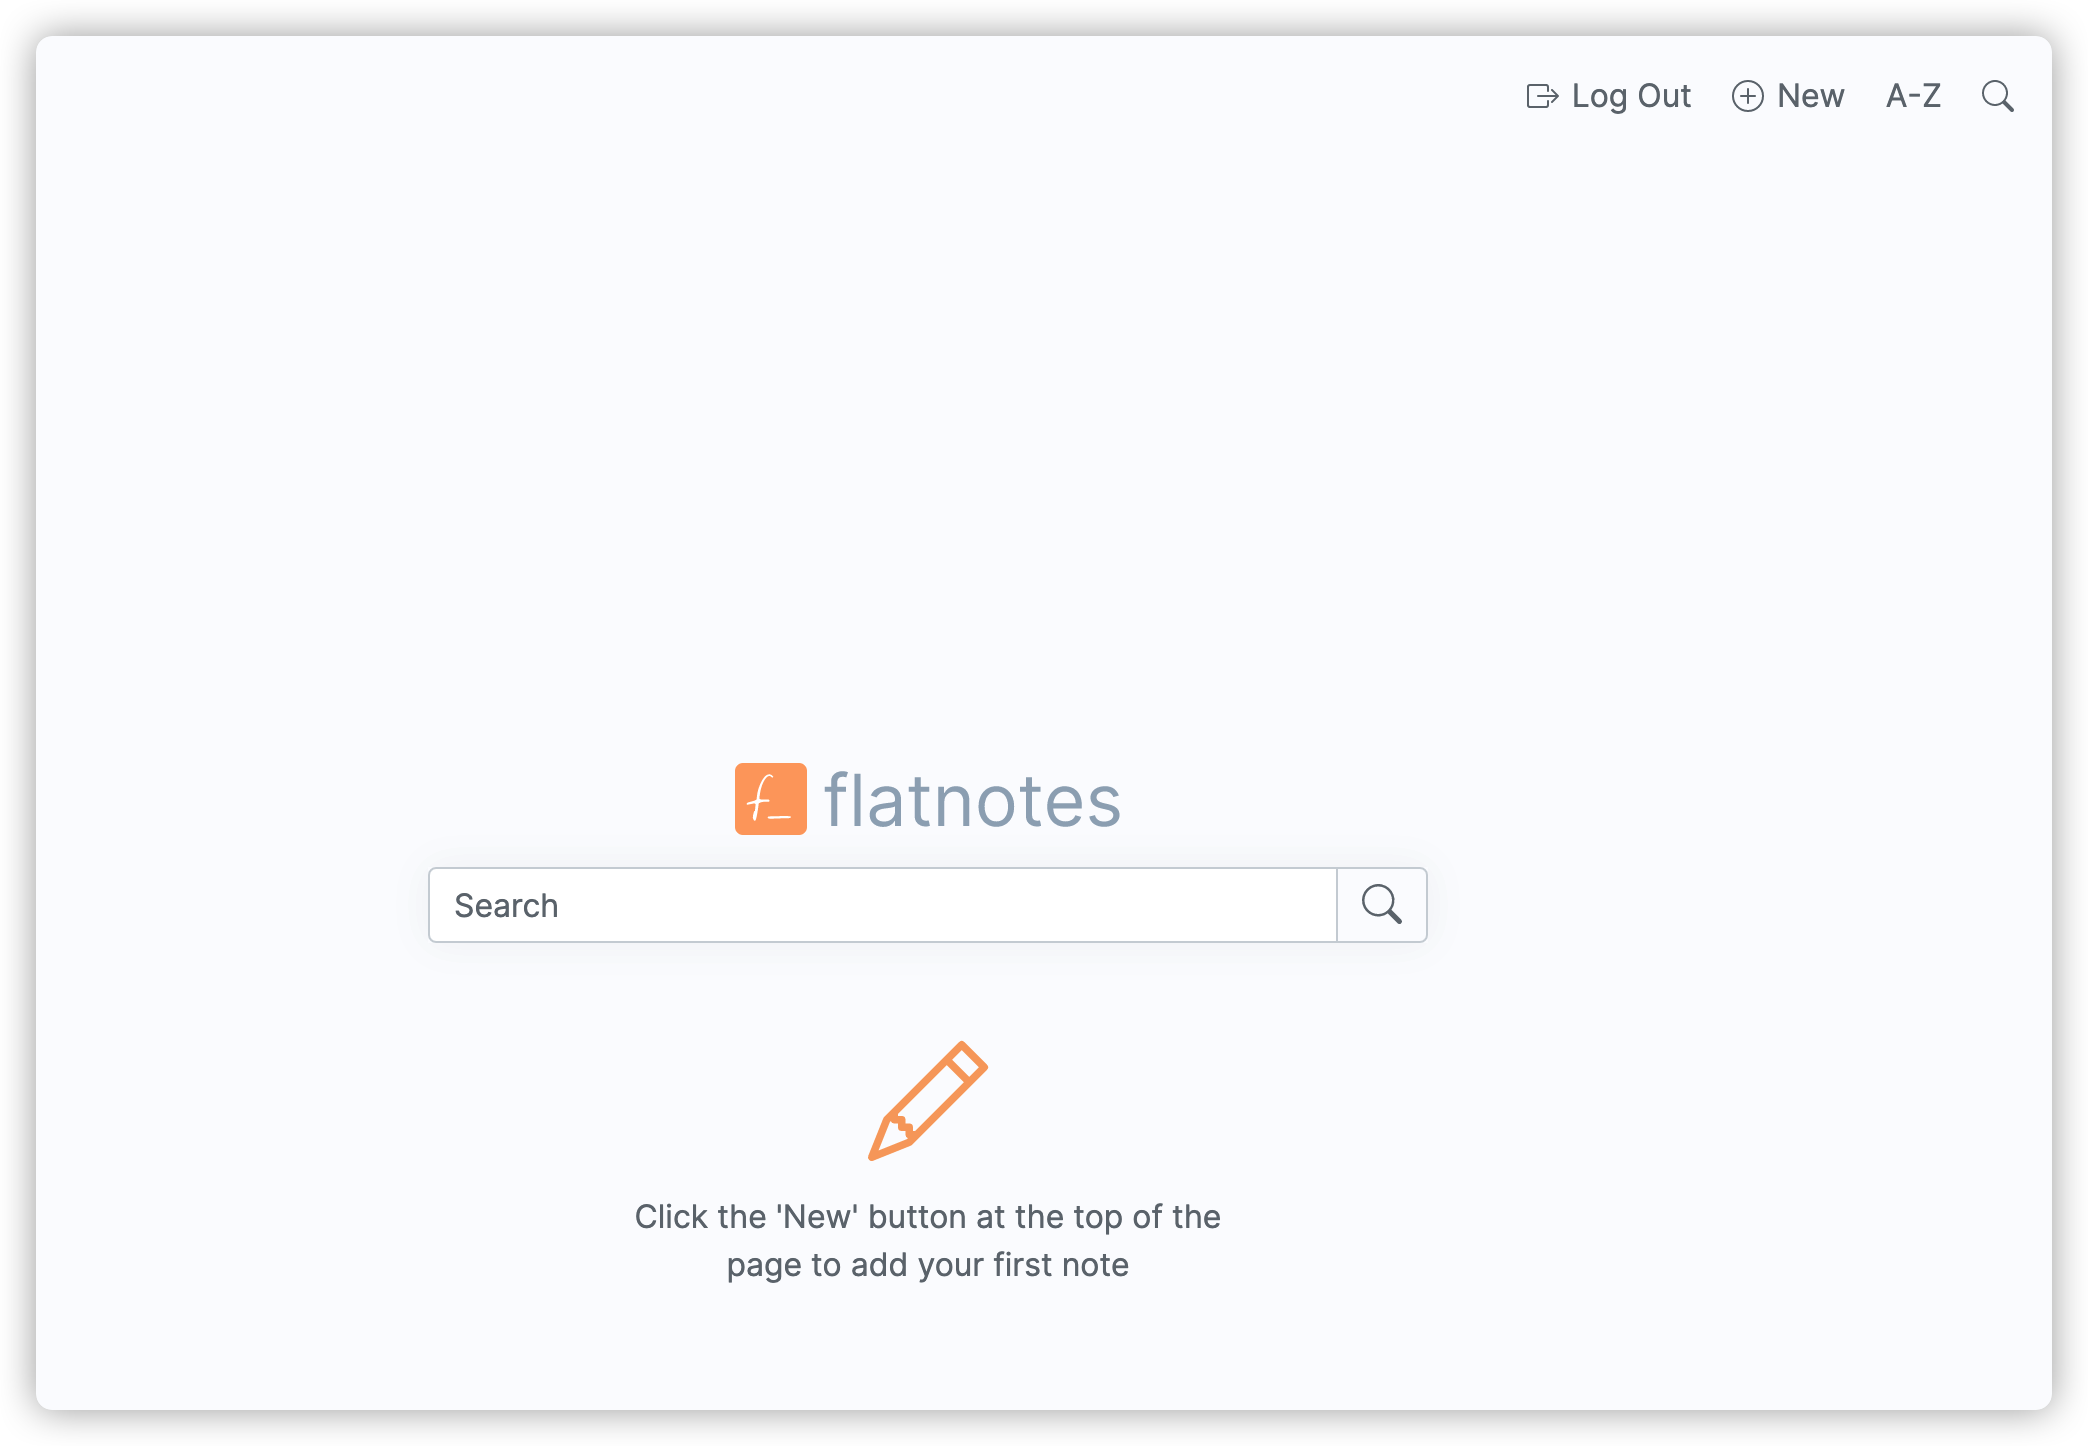 Log Out New A-Z
f_ flatnotes
Search
Click the 'New' button at the top of the
page to add your first note